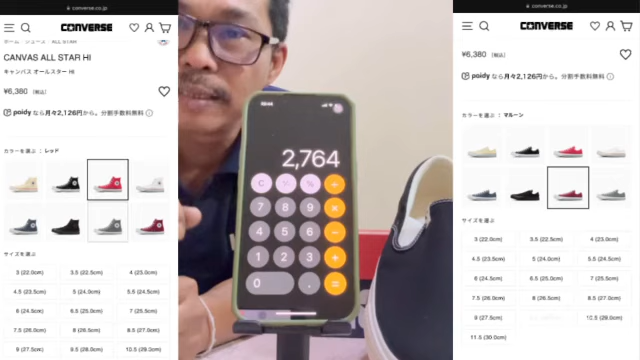 converse.co.jp
CONVERSE
CANVAS ALL STAR HI
キャンバス オールスター HI
¥6,380 (税込)
paidy なら月々2,126円から。分割手数料無料
カラーを選ぶ : レッド
サイズを選ぶ
3 (22.0cm) 3.5 (22.5cm) 4 (23.0cm)
4.5 (23.5cm) 5 (24.0cm) 5.5 (24.5cm)
6 (24.5cm) 6.5 (25.0cm) 7 (25.5cm)
7.5 (26.0cm) 8 (26.5cm) 8.5 (27.0cm)
9 (27.5cm) 9.5 (28.0cm) 10.5 (29.0cm)
2,764
C % ÷
7 8 9 ×
4 5 6 −
1 2 3 +
0 . =
converse.co.jp
CONVERSE
¥6,380 (税込)
paidy なら月々2,126円から。分割手数料無料
カラーを選ぶ : マルーン
サイズを選ぶ
3 (22.0cm) 3.5 (22.5cm) 4 (23.0cm)
4.5 (23.5cm) 5 (24.0cm) 5.5 (24.5cm)
6 (24.5cm) 6.5 (25.0cm) 7 (25.5cm)
7.5 (26.0cm) 8 (26.5cm) 8.5 (27.0cm)
9 (27.5cm) 10.5 (29.0cm)
11.5 (30.0cm)